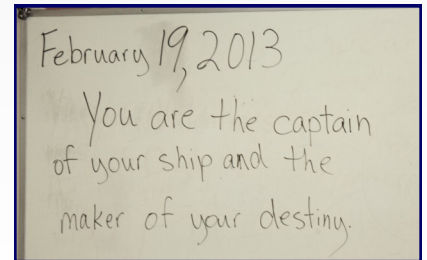 February 19, 2013
You are the captain
of your ship and the
maker of your destiny.